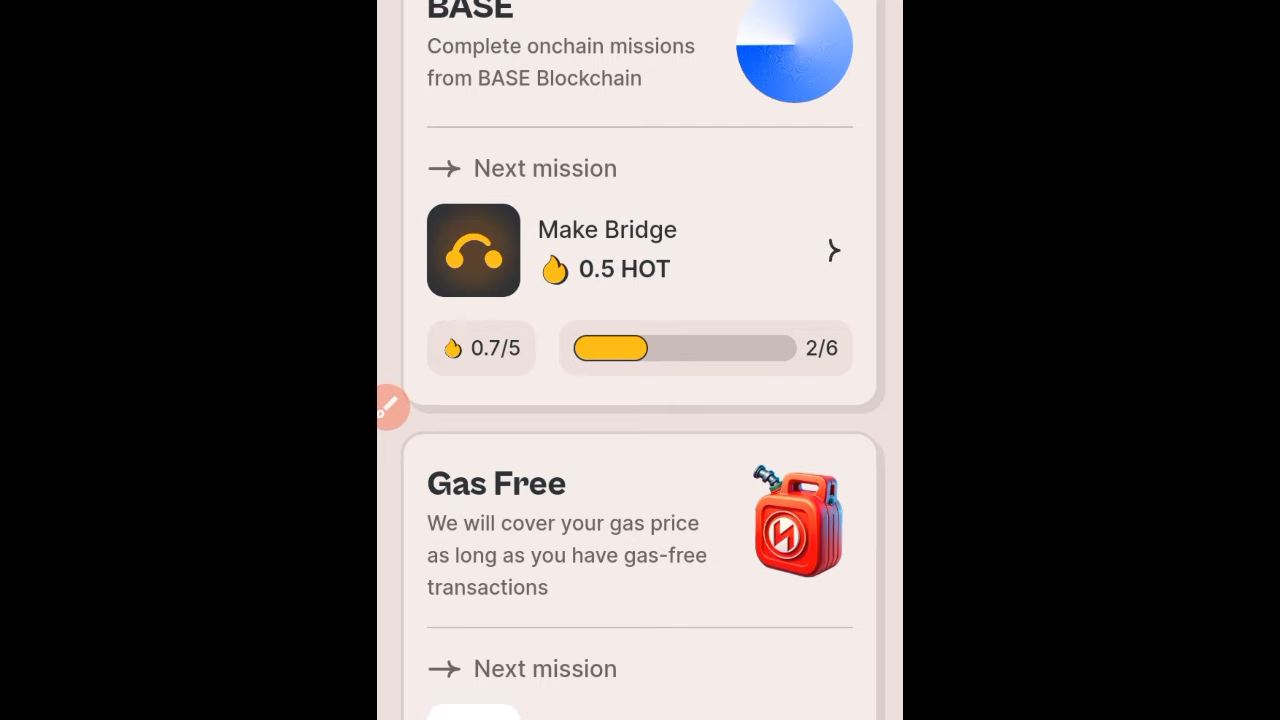 BASE
Complete onchain missions
from BASE Blockchain
Next mission
Make Bridge
0.5 HOT
0.7/5
2/6
Gas Free
We will cover your gas price
as long as you have gas-free
transactions
Next mission